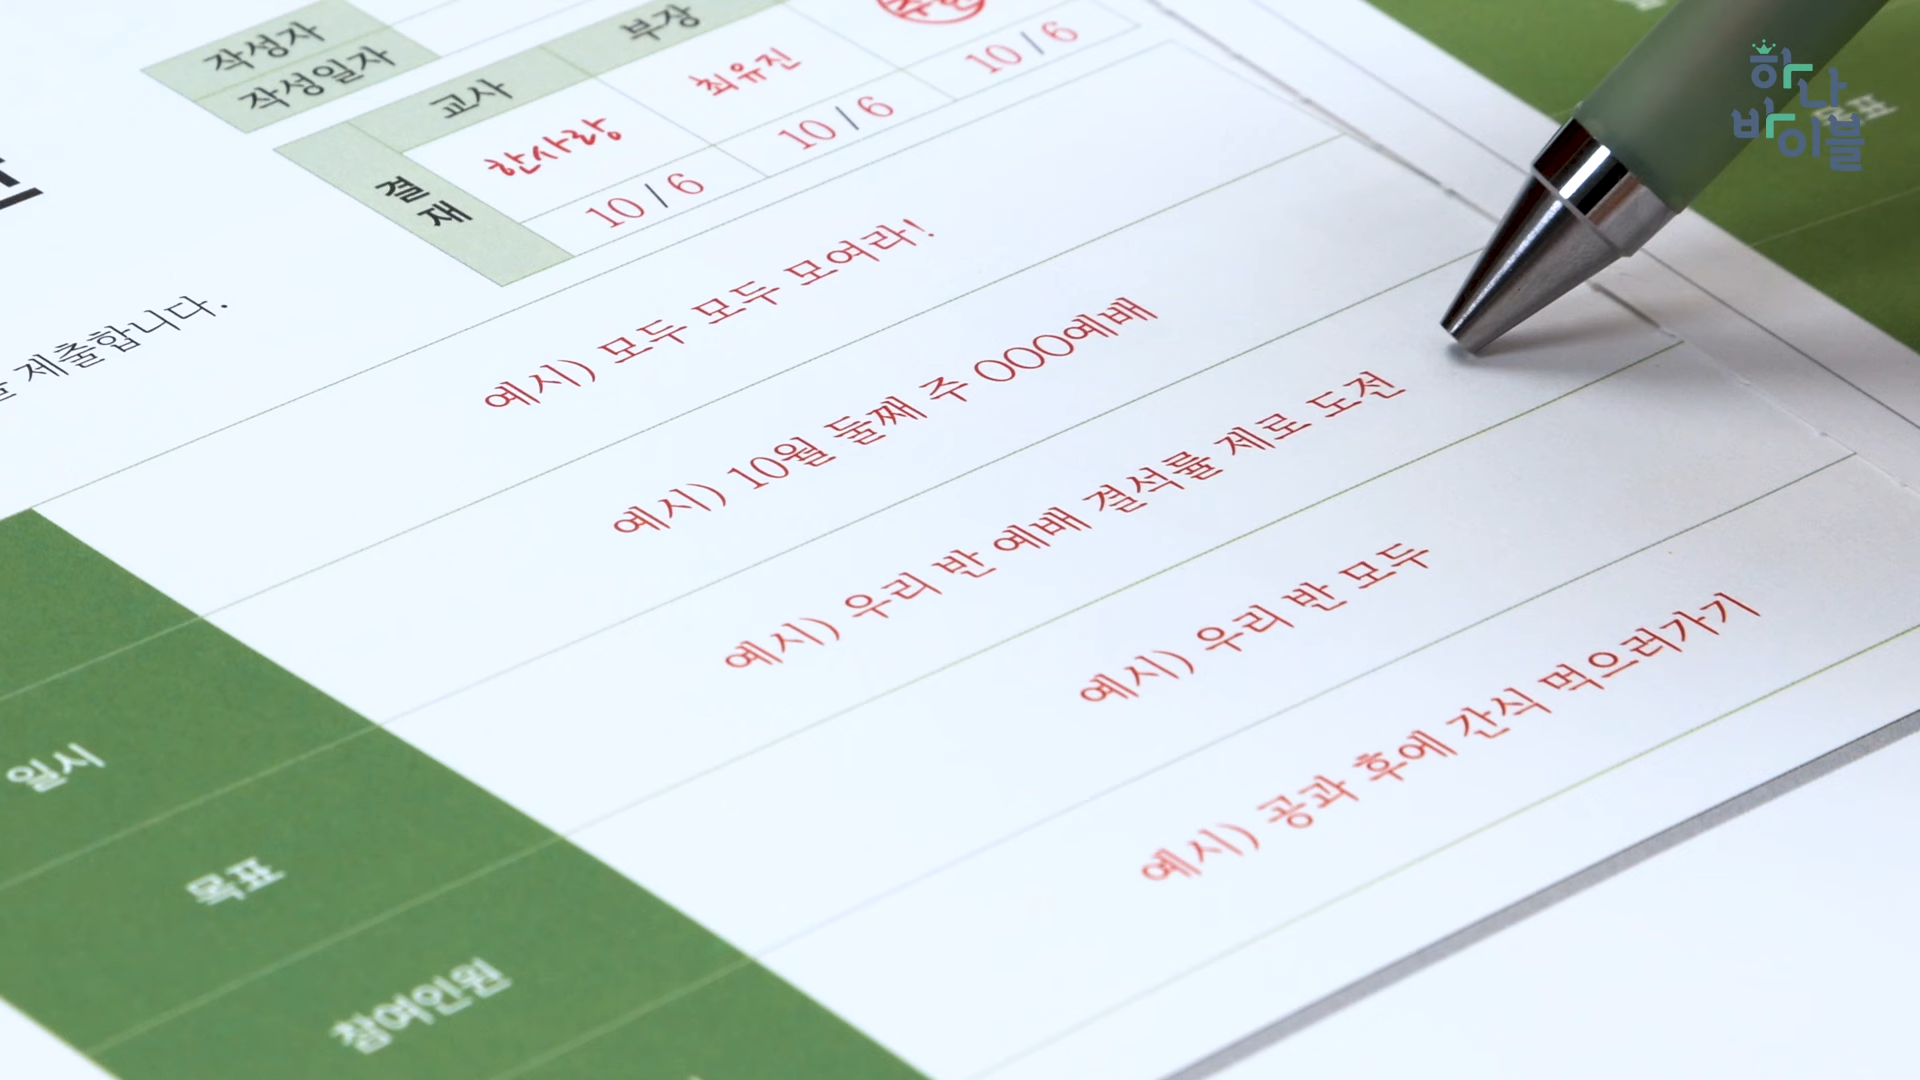 작성자
작성일자
결재
교사
부장
한사랑
최유진
10 / 6
10 / 6
10 / 6
제출합니다.
예시) 모두 모두 모여라!
예시) 10월 둘째 주 OOO예배
예시) 우리 반 예배 결석률 제로 도전
예시) 우리 반 모두
예시) 공과 후에 간식 먹으러가기
일시
목표
참여인원
하나
바이블
목표